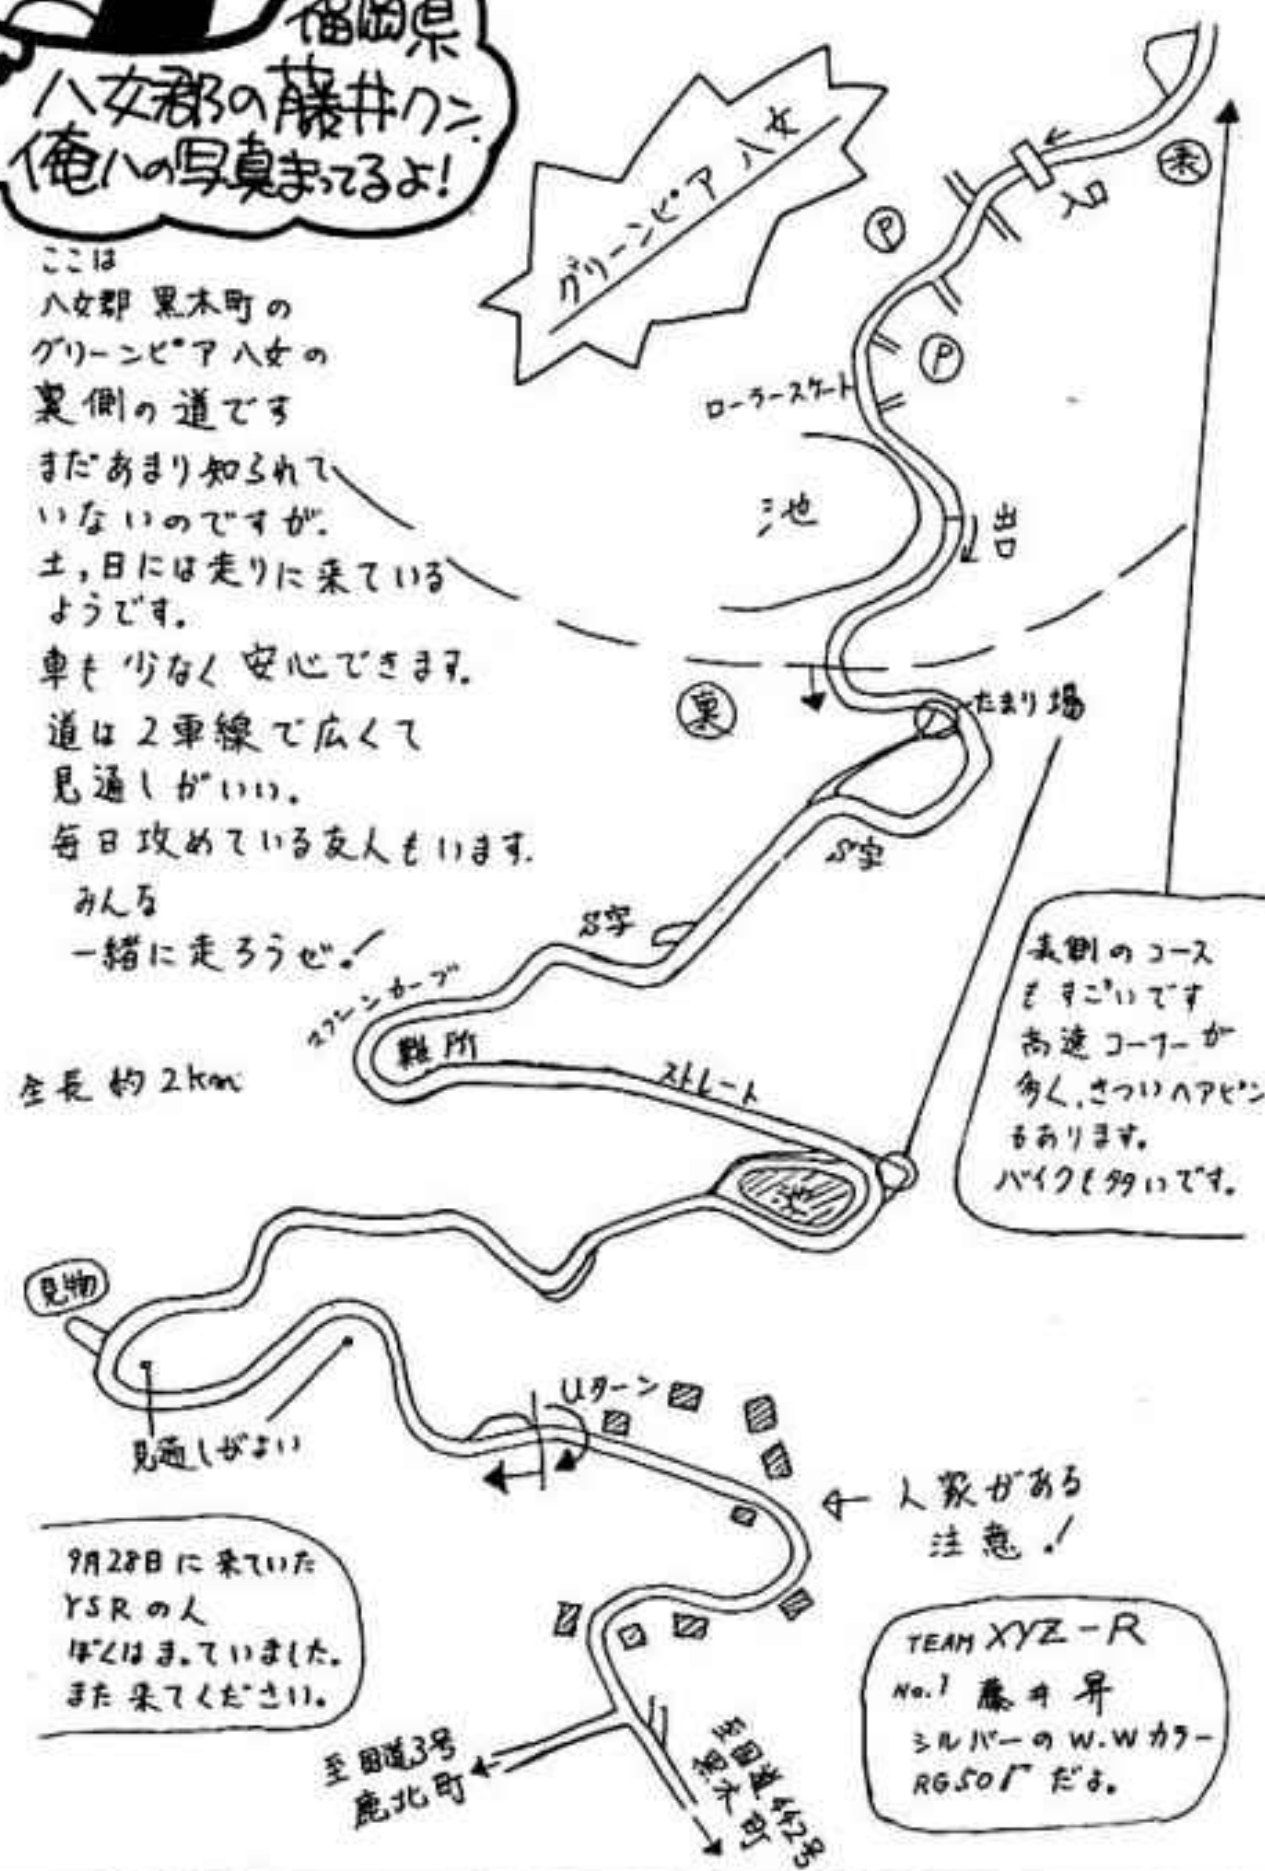 福岡県
八女郡の藤井クン
俺ハの写真まってるよ!
グリーンピア 八女
ここは
八女郡 黒木町の
グリーンピア 八女の
裏側の道です
まだあまり知られて
いないのですが、
土,日には走りに来ている
ようです。
車も少なく安心できます。
道は2車線で広くて
見通しがいい。
毎日攻めている友人もいます。
みんな
一緒に走ろうぜ!
全長 約2km
表
入口
P
P
ローラースケート
池
出口
裏
たまり場
S字
S字
難所
ストレート
池
表側のコース
もすごいです
高速コーナーが
多く、きついヘアピン
もあります。
バイクも多いです。
見物
見通しがよい
Uターン
人家がある
注意!
9月28日に来ていた
YSRの人
ぼくはまっていました。
また来てください。
至国道3号
鹿北町
至国道442号
黒木町
TEAM XYZ-R
No.1 藤井 昇
シルバーのW.Wカラー
RG50Γ だよ。